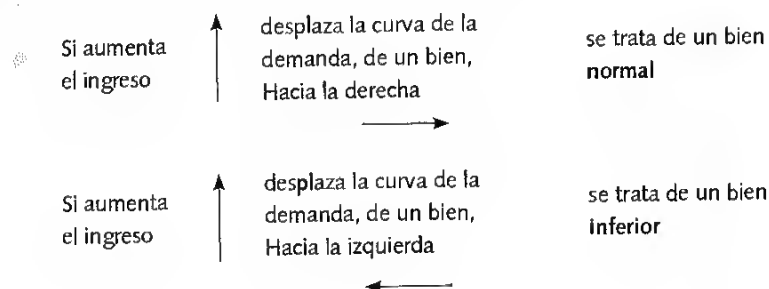 Si aumenta
el ingreso
desplaza la curva de la
demanda, de un bien,
Hacia la derecha
se trata de un bien
normal
Si aumenta
el ingreso
desplaza la curva de la
demanda, de un bien,
Hacia la izquierda
se trata de un bien
inferior